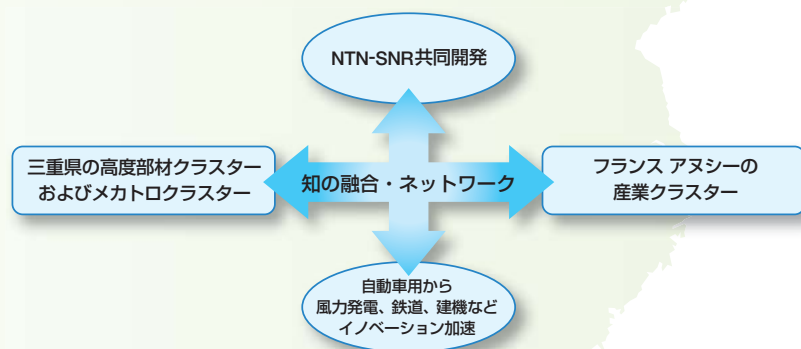 NTN-SNR共同開発
三重県の高度部材クラスター
およびメカトロクラスター
知の融合・ネットワーク
フランス アヌシーの
産業クラスター
自動車用から
風力発電、鉄道、建機など
イノベーション加速